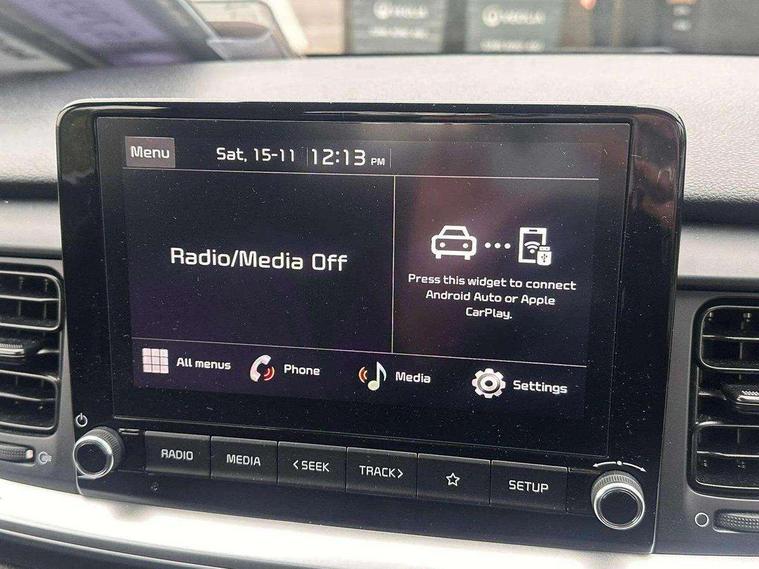 Menu
Sat, 15-11
12:13 PM
Radio/Media Off
Press this widget to connect
Android Auto or Apple
CarPlay.
All menus
Phone
Media
Settings
RADIO
MEDIA
<SEEK
TRACK>
SETUP